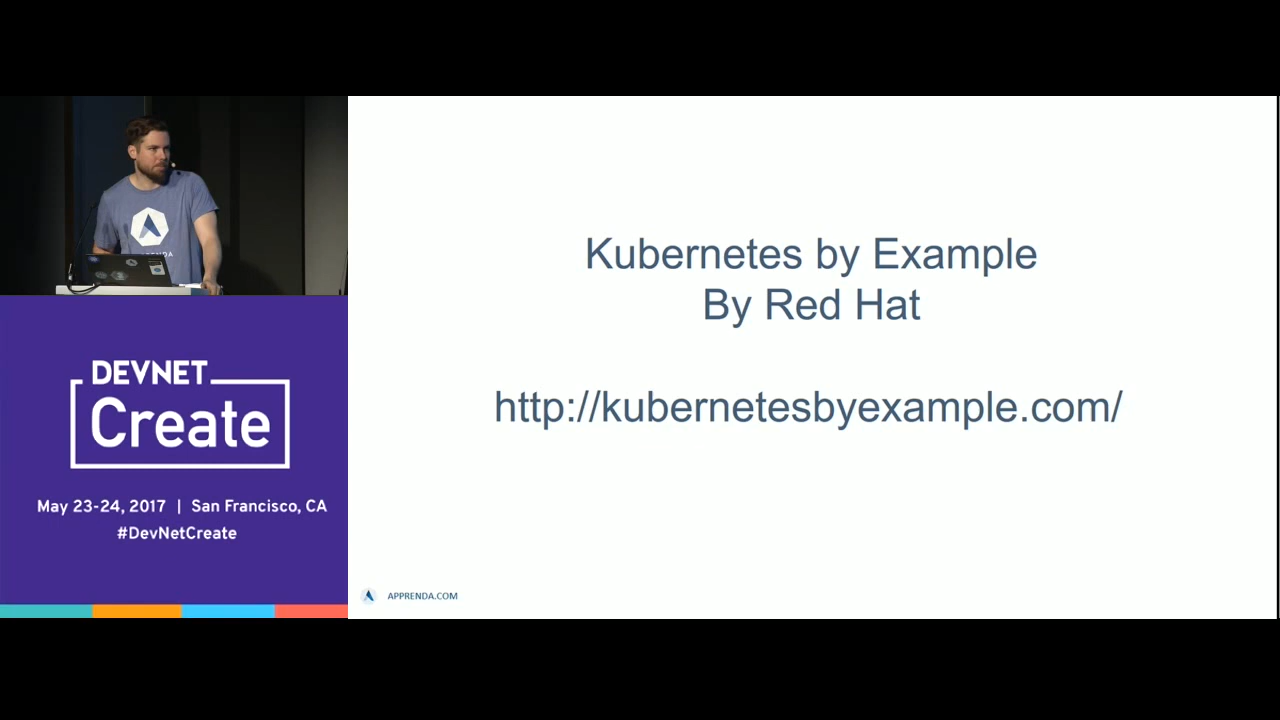 Kubernetes by Example
By Red Hat
http://kubernetesbyexample.com/
DEVNET
Create
May 23-24, 2017 | San Francisco, CA
#DevNetCreate
APPRENDA.COM